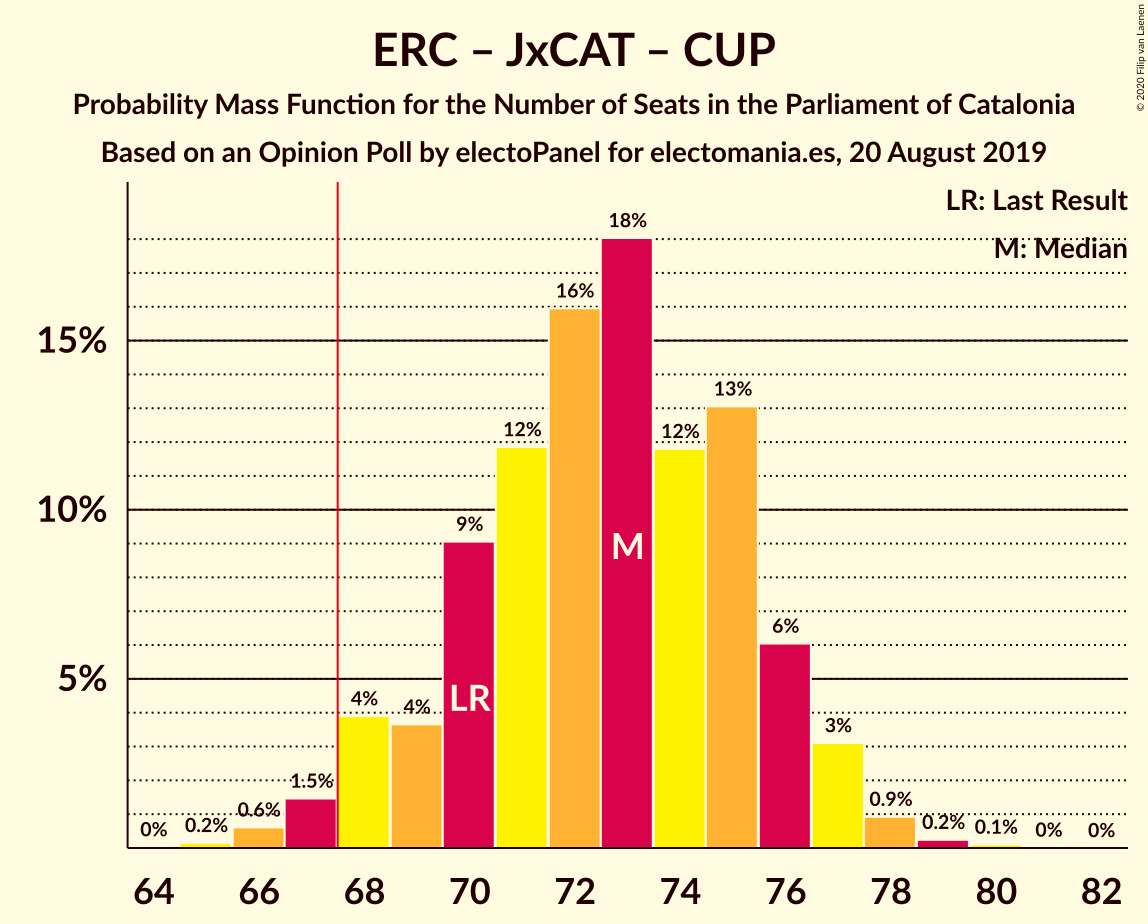 ERC – JxCAT – CUP
Probability Mass Function for the Number of Seats in the Parliament of Catalonia
Based on an Opinion Poll by electoPanel for electomania.es, 20 August 2019
© 2020 Filip van Laenen
LR: Last Result
M: Median
15%
10%
5%
0%
0.2%
0.6%
1.5%
4%
4%
9%
12%
16%
18%
12%
13%
6%
3%
0.9%
0.2%
0.1%
0%
0%
LR
M
64 66 68 70 72 74 76 78 80 82